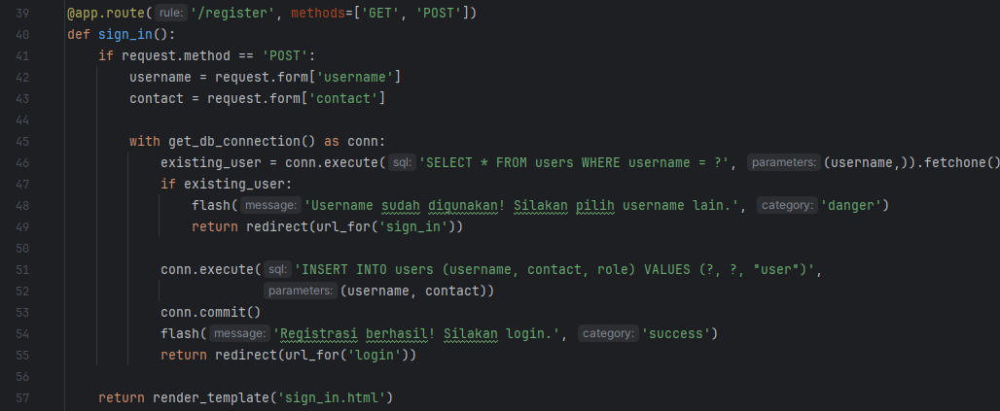 39 @app.route( rule: '/register', methods=['GET', 'POST'])
40 def sign_in():
41     if request.method == 'POST':
42         username = request.form['username']
43         contact = request.form['contact']
44
45         with get_db_connection() as conn:
46             existing_user = conn.execute( sql: 'SELECT * FROM users WHERE username = ?', parameters: (username,)).fetchone()
47             if existing_user:
48                 flash( message: 'Username sudah digunakan! Silakan pilih username lain.', category: 'danger')
49                 return redirect(url_for('sign_in'))
50
51             conn.execute( sql: 'INSERT INTO users (username, contact, role) VALUES (?, ?, "user")',
52                          parameters: (username, contact))
53             conn.commit()
54             flash( message: 'Registrasi berhasil! Silakan login.', category: 'success')
55             return redirect(url_for('login'))
56
57     return render_template('sign_in.html')